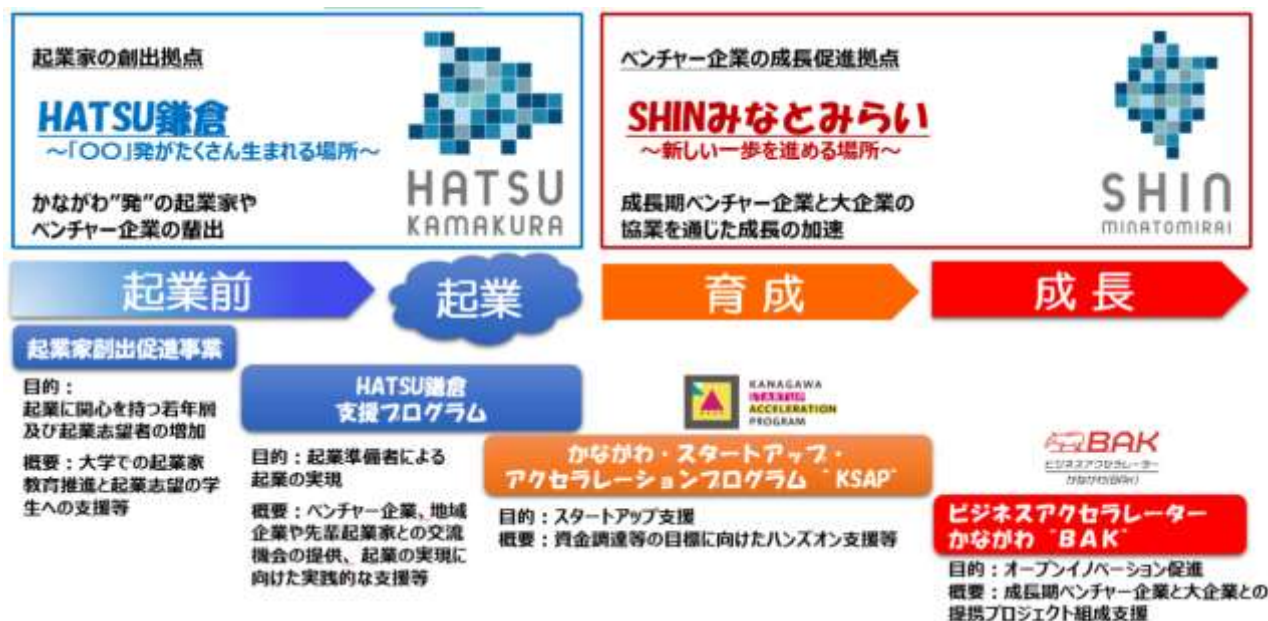 起業家の創出拠点
HATSU鎌倉
～「〇〇」発がたくさん生まれる場所～
かながわ”発”の起業家や
ベンチャー企業の輩出
HATSU
KAMAKURA
ベンチャー企業の成長促進拠点
SHINみなとみらい
～新しい一歩を進める場所～
成長期ベンチャー企業と大企業の
協業を通じた成長の加速
SHIN
MINATOMIRAI
起業前
起業
育成
成長
起業家創出促進事業
目的：
起業に関心を持つ若年層
及び起業志望者の増加
概要：大学での起業家
教育推進と起業志望の学
生への支援等
HATSU鎌倉
支援プログラム
目的：起業準備者による
起業の実現
概要：ベンチャー企業、地域
企業や先輩起業家との交流
機会の提供、起業の実現に
向けた実践的な支援等
KANAGAWA
STARTUP
ACCELERATION
PROGRAM
かながわ・スタートアップ・
アクセラレーションプログラム “KSAP”
目的：スタートアップ支援
概要：資金調達等の目標に向けたハンズオン支援等
BAK
ビジネスアクセラレーター
かながわ(BAK)
ビジネスアクセラレーター
かながわ “BAK”
目的：オープンイノベーション促進
概要：成長期ベンチャー企業と大企業との
提携プロジェクト組成支援